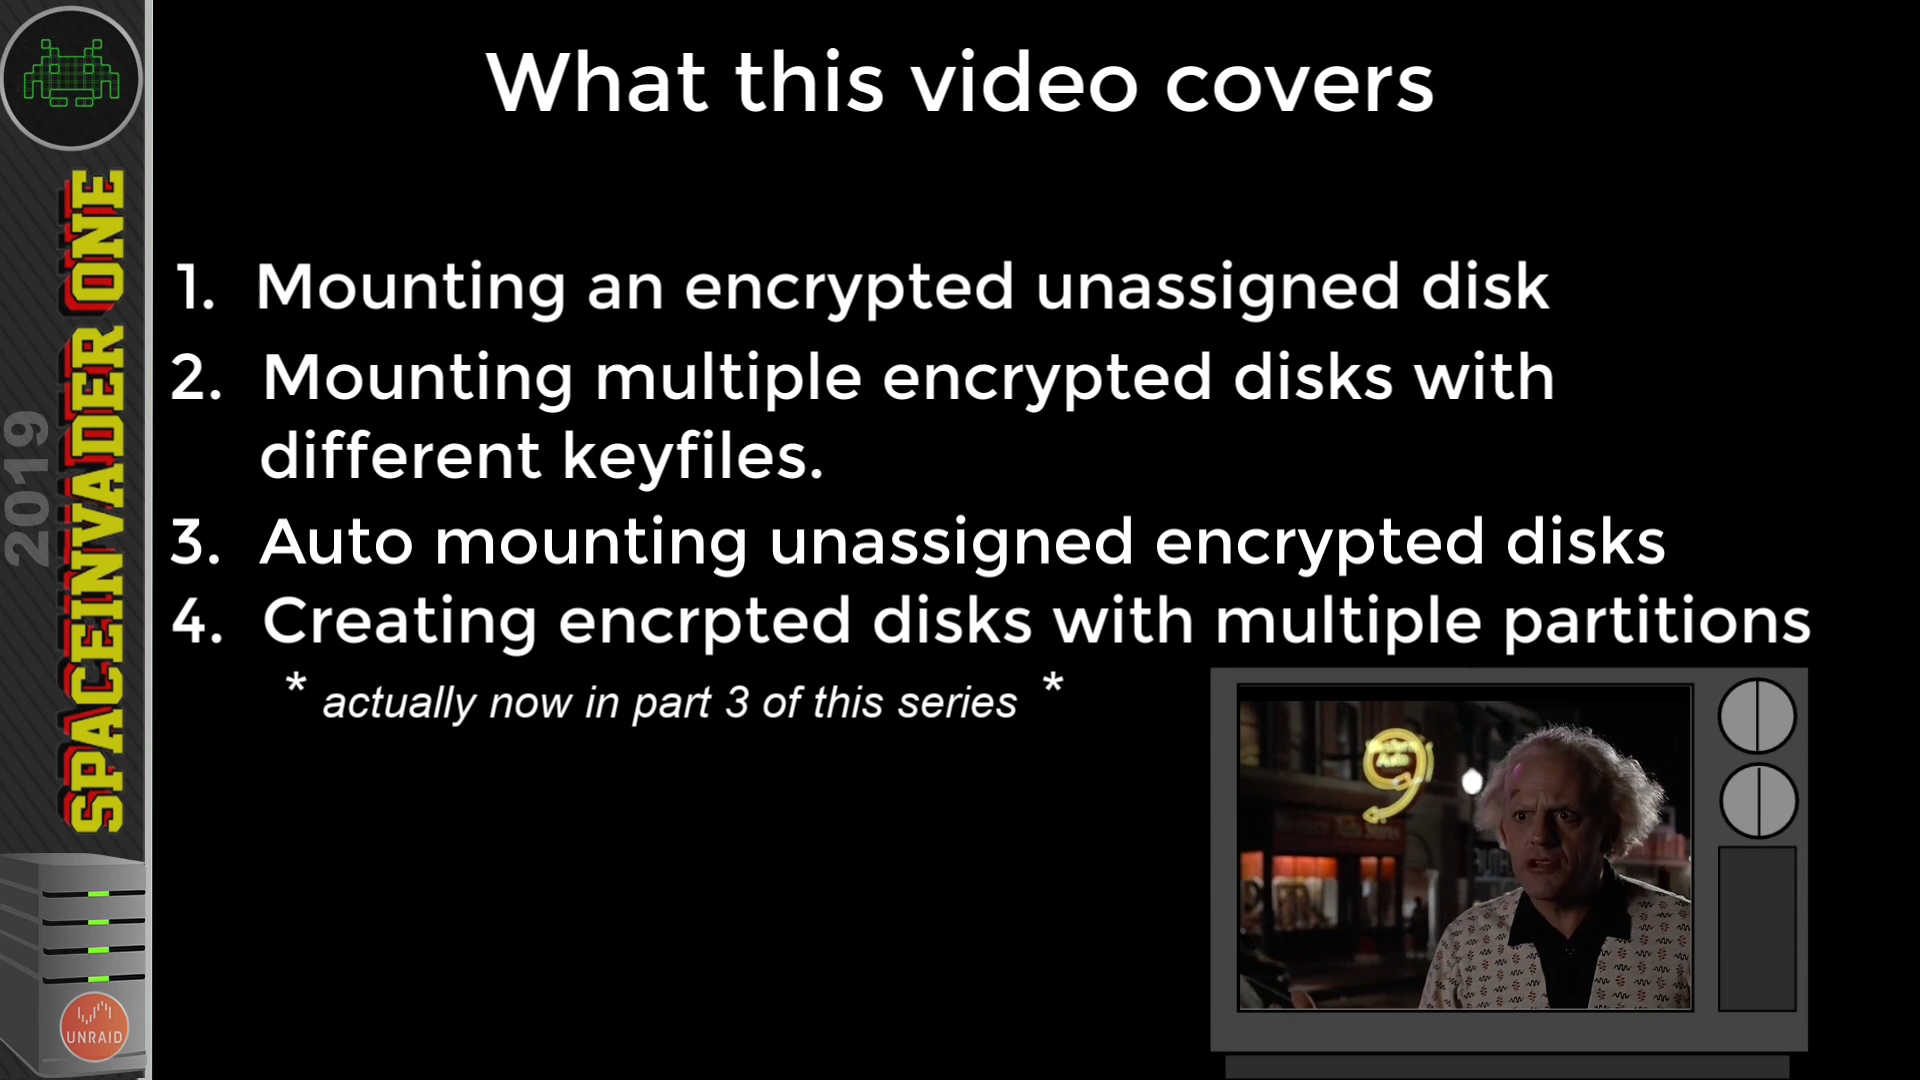 What this video covers
1. Mounting an encrypted unassigned disk
2. Mounting multiple encrypted disks with
different keyfiles.
3. Auto mounting unassigned encrypted disks
4. Creating encrpted disks with multiple partitions
* actually now in part 3 of this series *
2019
SPACEINVADER ONE
UNRAID